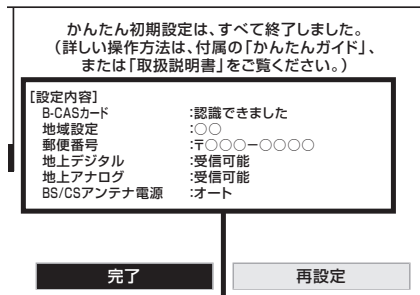 かんたん初期設定は、すべて終了しました。
（詳しい操作方法は、付属の「かんたんガイド」、
または「取扱説明書」をご覧ください。）
［設定内容］
B-CASカード :認識できました
地域設定 :○○
郵便番号 :〒○○○−○○○○
地上デジタル :受信可能
地上アナログ :受信可能
BS/CSアンテナ電源 :オート
完了 再設定